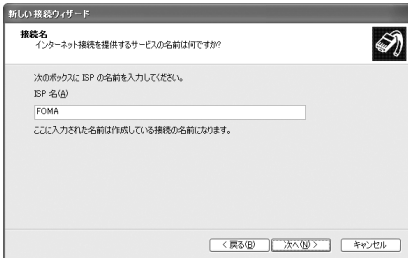 新しい接続ウィザード
接続名
インターネット接続を提供するサービスの名前は何ですか?
次のボックスに ISP の名前を入力してください。
ISP 名(A)
FOMA
ここに入力された名前は作成している接続の名前になります。
< 戻る(B)
次へ(N) >
キャンセル